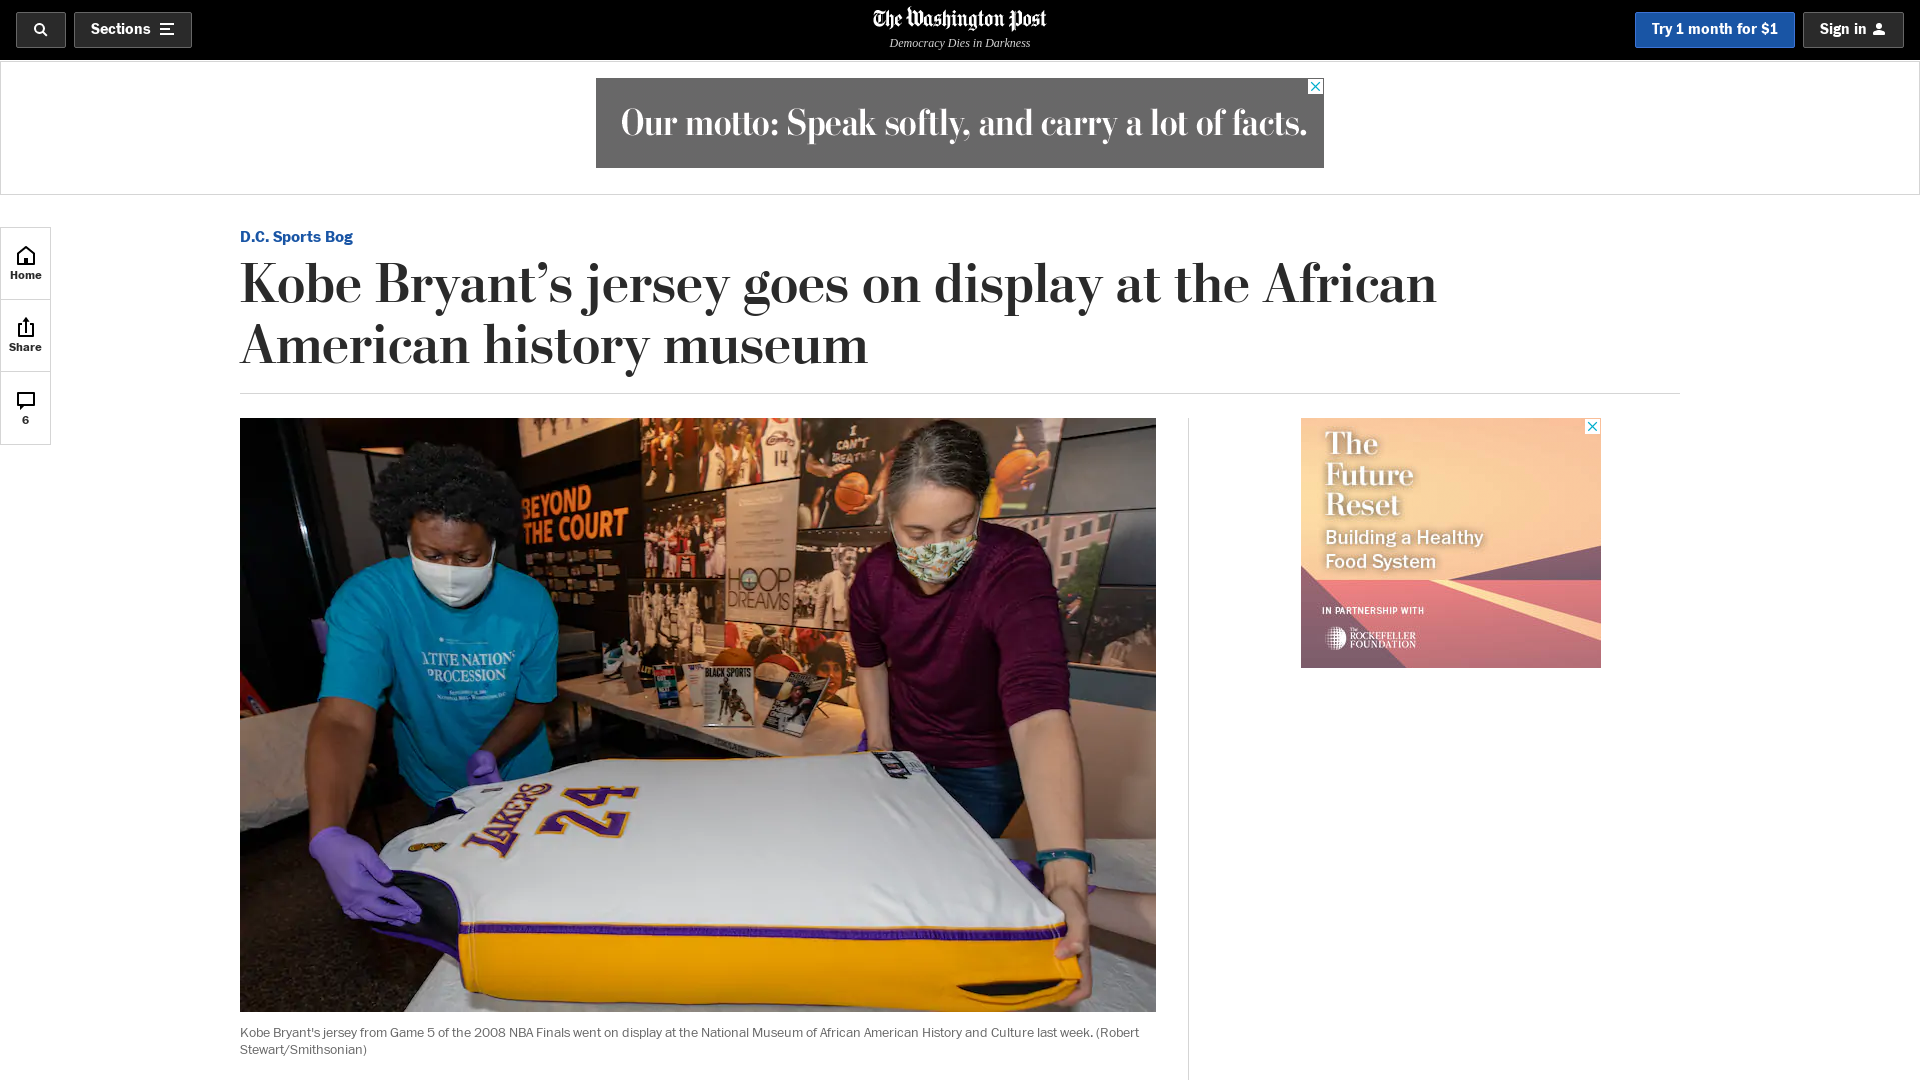 Sections
The Washington Post
Democracy Dies in Darkness
Try 1 month for $1
Sign in
Our motto: Speak softly, and carry a lot of facts.
Home
Share
6
D.C. Sports Bog
Kobe Bryant’s jersey goes on display at the African
American history museum
BEYOND
THE COURT
14
I
CAN'T
BREATHE
HOOP
DREAMS
ATIVE NATIONS
PROCESSION
BLACK SPORTS
LAKERS
24
The
Future
Reset
Building a Healthy
Food System
IN PARTNERSHIP WITH
The
ROCKEFELLER
FOUNDATION
Kobe Bryant's jersey from Game 5 of the 2008 NBA Finals went on display at the National Museum of African American History and Culture last week. (Robert
Stewart/Smithsonian)